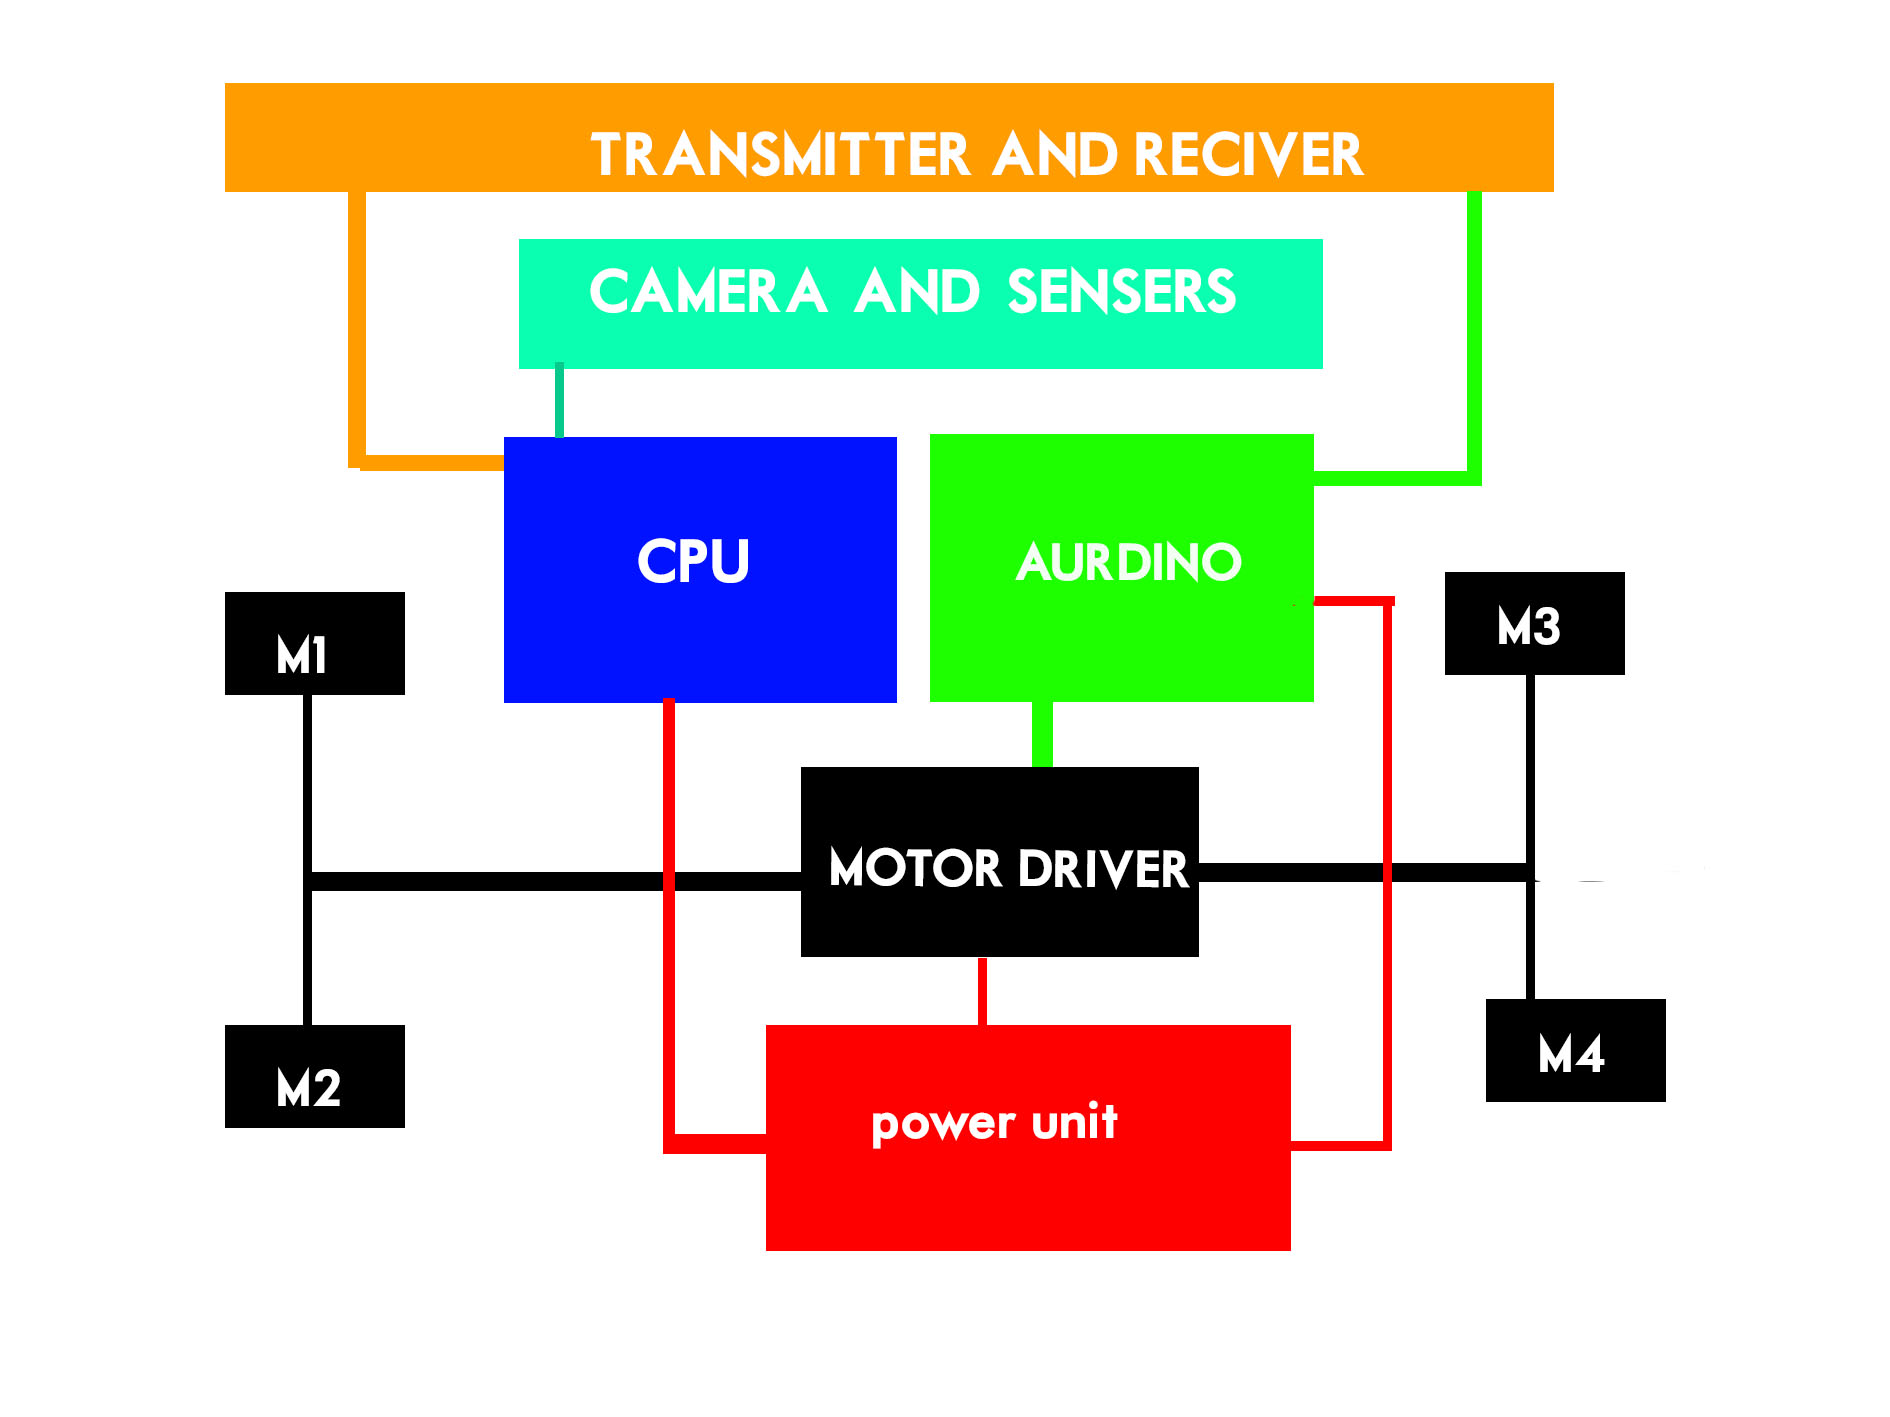 TRANSMITTER AND RECIVER
CAMERA AND SENSERS
CPU
AURDINO
M1
M3
MOTOR DRIVER
M2
M4
power unit